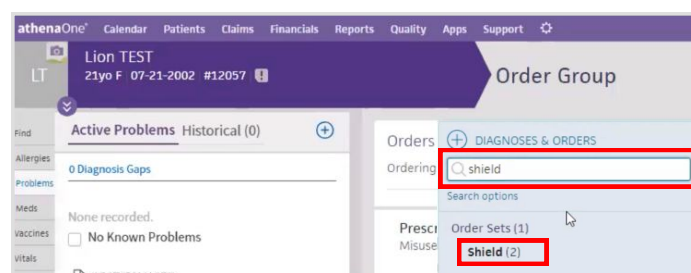 athenaOne Calendar Patients Claims Financials Reports Quality Apps Support
LT
Lion TEST
21yo F 07-21-2002 #12057
Order Group
Find
Allergies
Problems
Meds
Vaccines
Vitals
Active Problems Historical (0)
0 Diagnosis Gaps
None recorded.
No Known Problems
Orders
Ordering
Prescr
Misuse
DIAGNOSES & ORDERS
shield
Search options
Order Sets (1)
Shield (2)